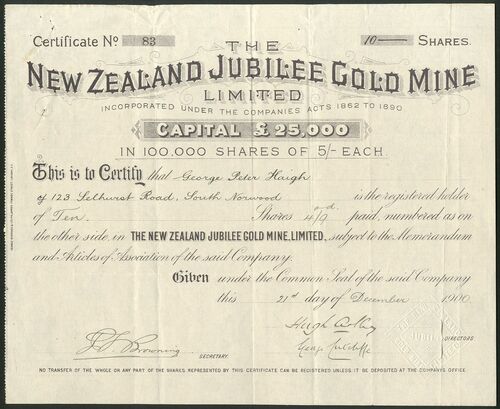 Certificate No 83
10 — SHARES.
THE
NEW ZEALAND JUBILEE GOLD MINE
LIMITED
INCORPORATED UNDER THE COMPANIES ACTS 1862 TO 1890
CAPITAL £25,000
IN 100,000 SHARES OF 5/- EACH.
This is to Certify that George Peter Haigh
of 123 Selhurst Road, South Norwood is the registered holder
of Ten Shares 4/9d paid, numbered as on
the other side, in THE NEW ZEALAND JUBILEE GOLD MINE, LIMITED, subject to the Memorandum
and Articles of Association of the said Company.
Given under the Common Seal of the said Company
this 21st day of December 1900
Hugh
George Sutcliffe
DIRECTORS
Browning
SECRETARY.
NO TRANSFER OF THE WHOLE OR ANY PART OF THE SHARES REPRESENTED BY THIS CERTIFICATE CAN BE REGISTERED UNLESS IT BE DEPOSITED AT THE COMPANY'S OFFICE